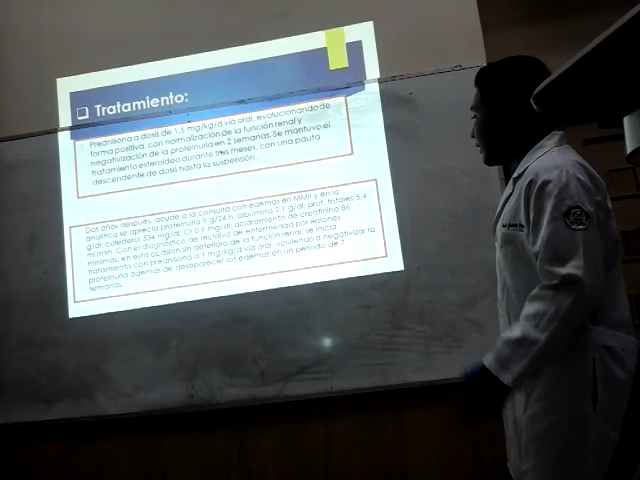 Tratamiento:
Prednisona a dosis de 1,5 mg/kg/d vía oral, evolucionando de
forma positiva, con normalización de la función renal y
negativización de la proteinuria en 2 semanas. Se mantuvo el
tratamiento esteroideo durante tres meses, con una pauta
descendente de dosis hasta la suspensión.
Dos años después, acude a la consulta con edemas en MMII y en la
analítica se aprecia proteinuria 9 g/24 h, albúmina 2,1 g/dl; prot. totales 5,4
g/dl; colesterol 534 mg/dl; Cr 0,9 mg/dl; aclaramiento de creatinina 86
ml/min. Con el diagnóstico de recidiva de enfermedad por lesiones
mínimas, en esta ocasión sin deterioro de la función renal, se inicia
tratamiento con prednisona a 1 mg/kg/d vía oral, volviendo a negativizar la
proteinuria además de desaparecer los edemas en un periodo de 7
semanas.